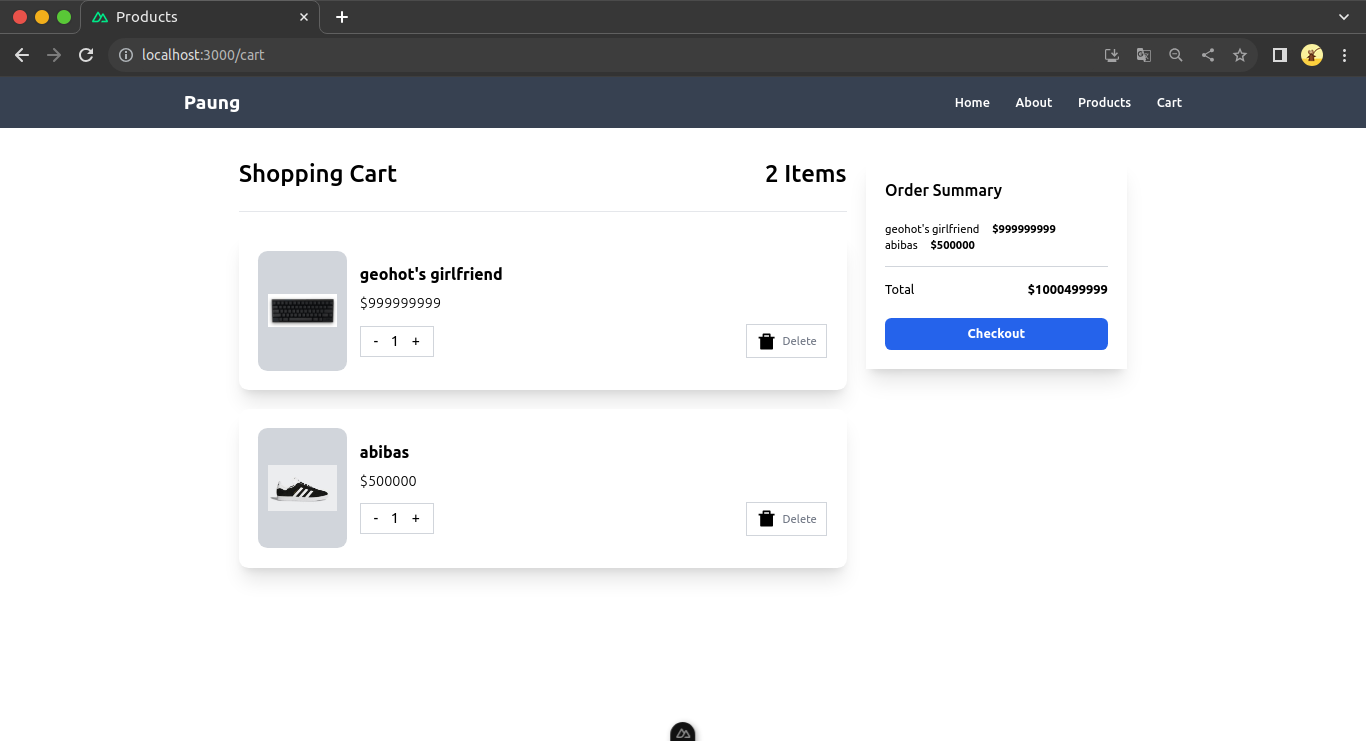 Products
localhost:3000/cart
Paung
Home About Products Cart
Shopping Cart 2 Items
geohot's girlfriend
$999999999
- 1 +
Delete
abibas
$500000
- 1 +
Delete
Order Summary
geohot's girlfriend $999999999
abibas $500000
Total $1000499999
Checkout